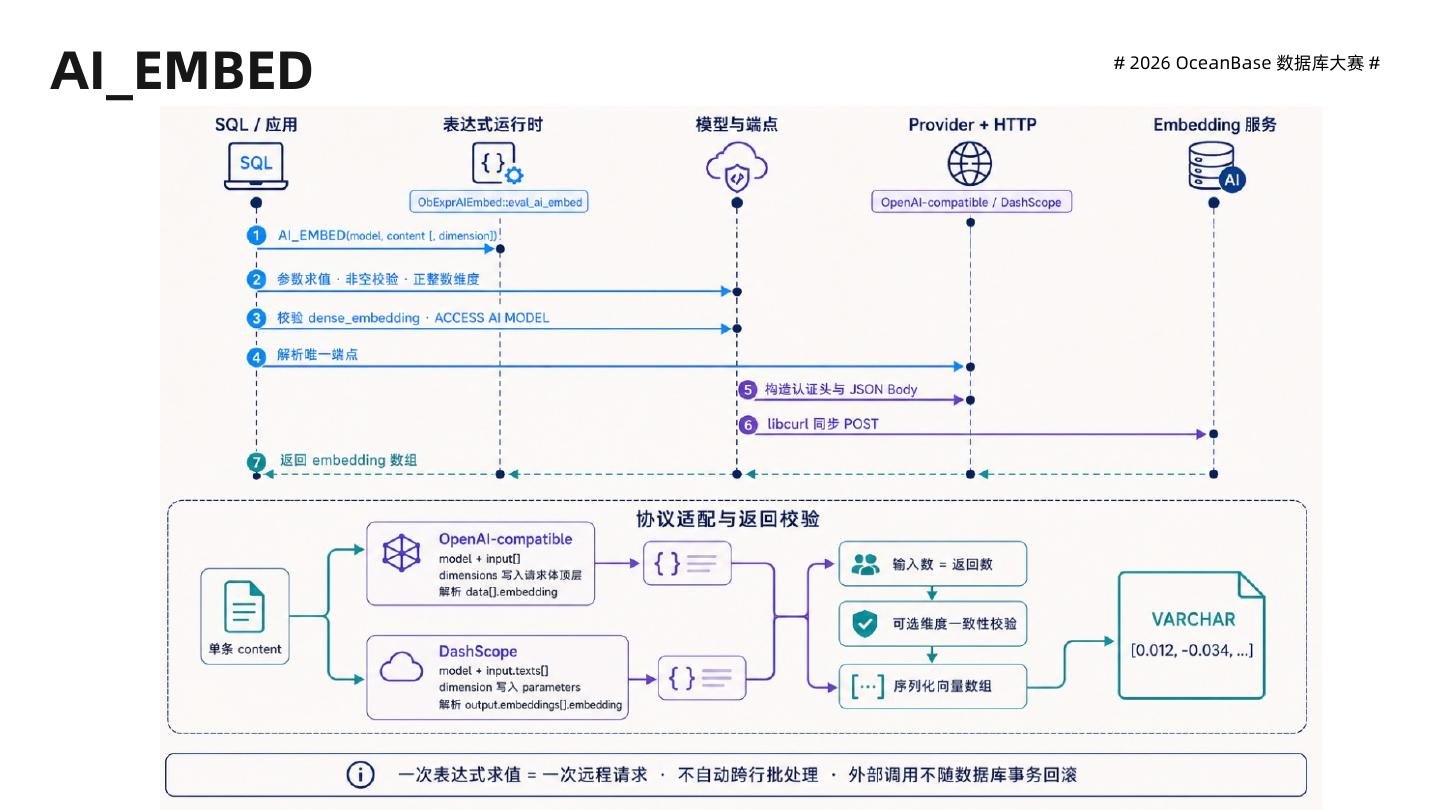 AI_EMBED
# 2026 OceanBase 数据库大赛 #
SQL / 应用
表达式运行时
模型与端点
Provider + HTTP
Embedding 服务
SQL
{ }
</>
AI
ObExprAIEmbed::eval_ai_embed
OpenAI-compatible / DashScope
1 AI_EMBED(model, content [, dimension])
2 参数求值 · 非空校验 · 正整数维度
3 校验 dense_embedding · ACCESS AI MODEL
4 解析唯一端点
5 构造认证头与 JSON Body
6 libcurl 同步 POST
7 返回 embedding 数组
协议适配与返回校验
单条 content
OpenAI-compatible
model + input[]
dimensions 写入请求体顶层
解析 data[].embedding
{ }
DashScope
model + input.texts[]
dimension 写入 parameters
解析 output.embeddings[].embedding
{ }
输入数 = 返回数
可选维度一致性校验
[···] 序列化向量数组
VARCHAR
[0.012, -0.034, ...]
i 一次表达式求值 = 一次远程请求 · 不自动跨行批处理 · 外部调用不随数据库事务回滚